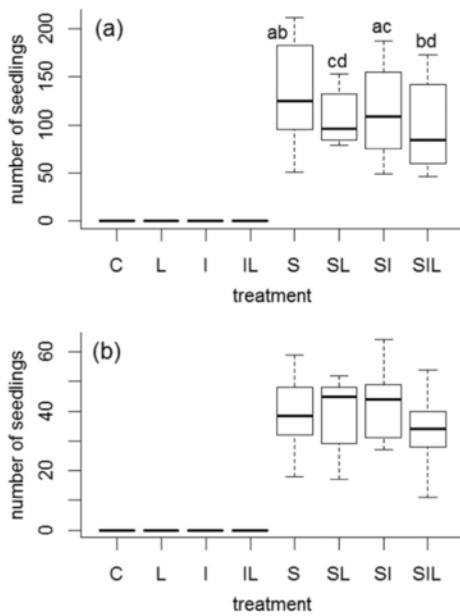 (a)
number of seedlings
200
150
100
50
0
ab
cd
ac
bd
C L I IL S SL SI SIL
treatment
(b)
number of seedlings
60
40
20
0
C L I IL S SL SI SIL
treatment